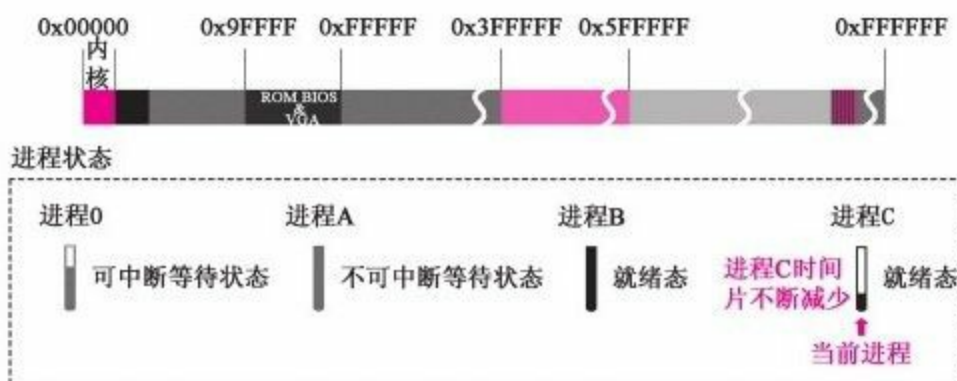 0x00000 0x9FFFF 0xFFFFF 0x3FFFFF 0x5FFFFF 0xFFFFFF
内
核
ROM BIOS
&
VGA
进程状态
进程0 进程A 进程B 进程C
可中断等待状态 不可中断等待状态 就绪态 进程C时间
片不断减少 就绪态
当前进程